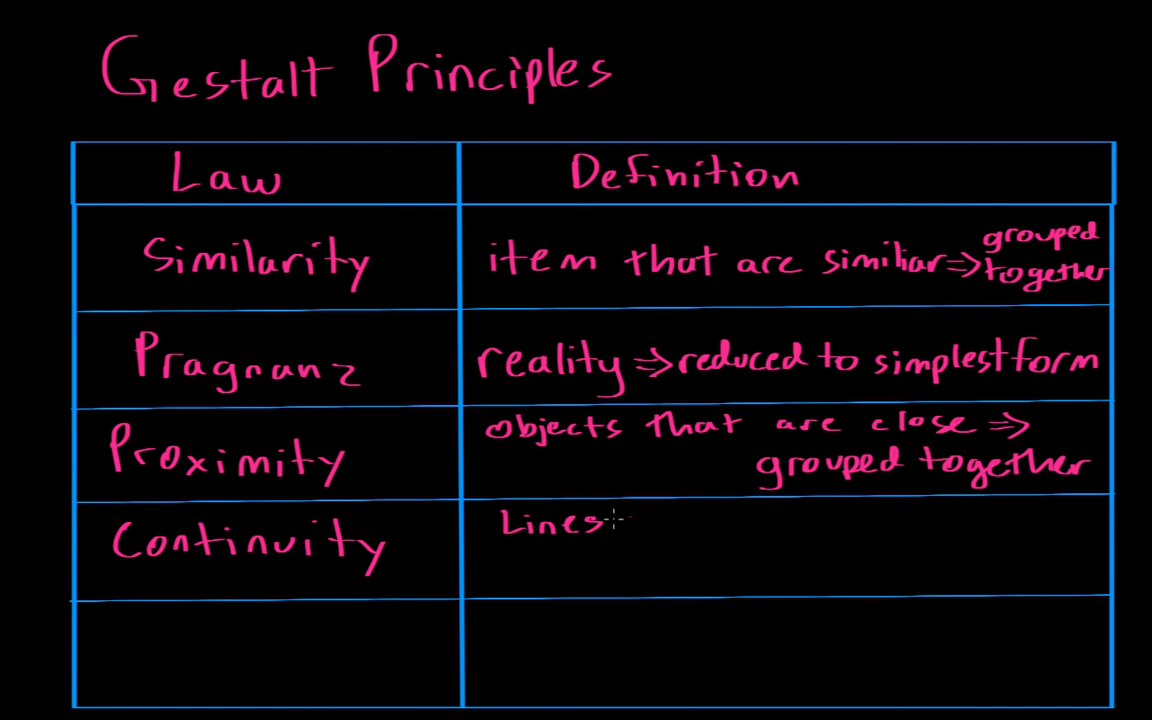 Gestalt Principles
Law Definition
Similarity item that are similiar ⇒ grouped together
Pragnanz reality ⇒ reduced to simplest form
Proximity objects that are close ⇒
grouped together
Continuity Lines